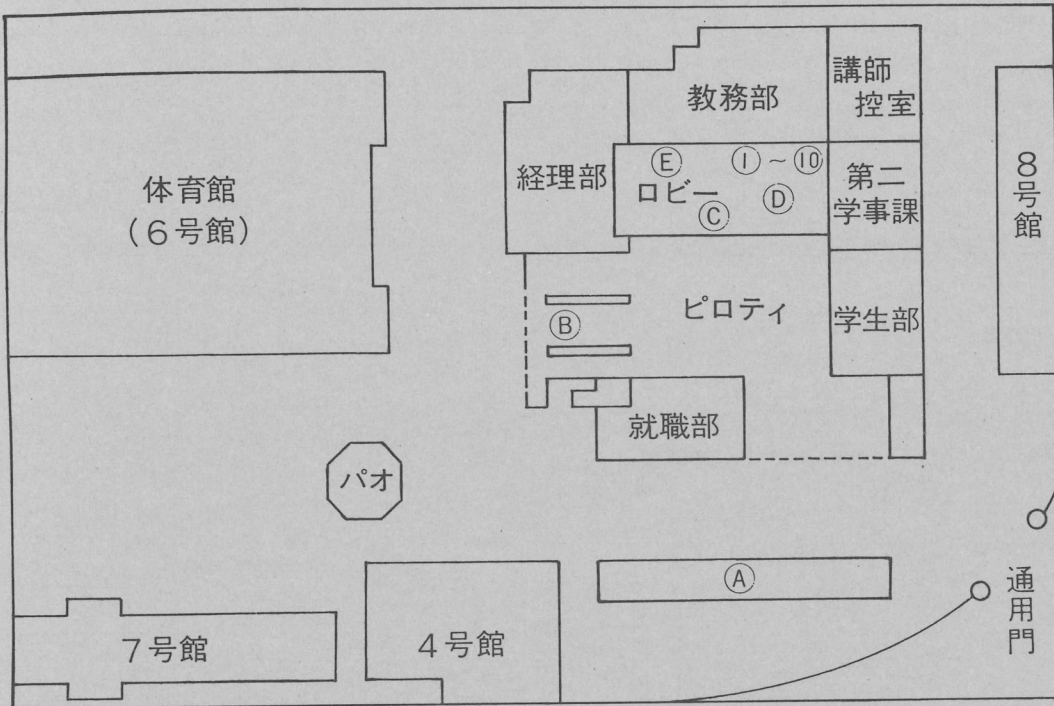 体育館
（6号館）
経理部
教務部
講師
控室
Ⓔ
①～⑩
ロビー
Ⓒ
Ⓓ
第二
学事課
8号館
Ⓑ
ピロティ
学生部
就職部
パオ
Ⓐ
通用門
7号館
4号館